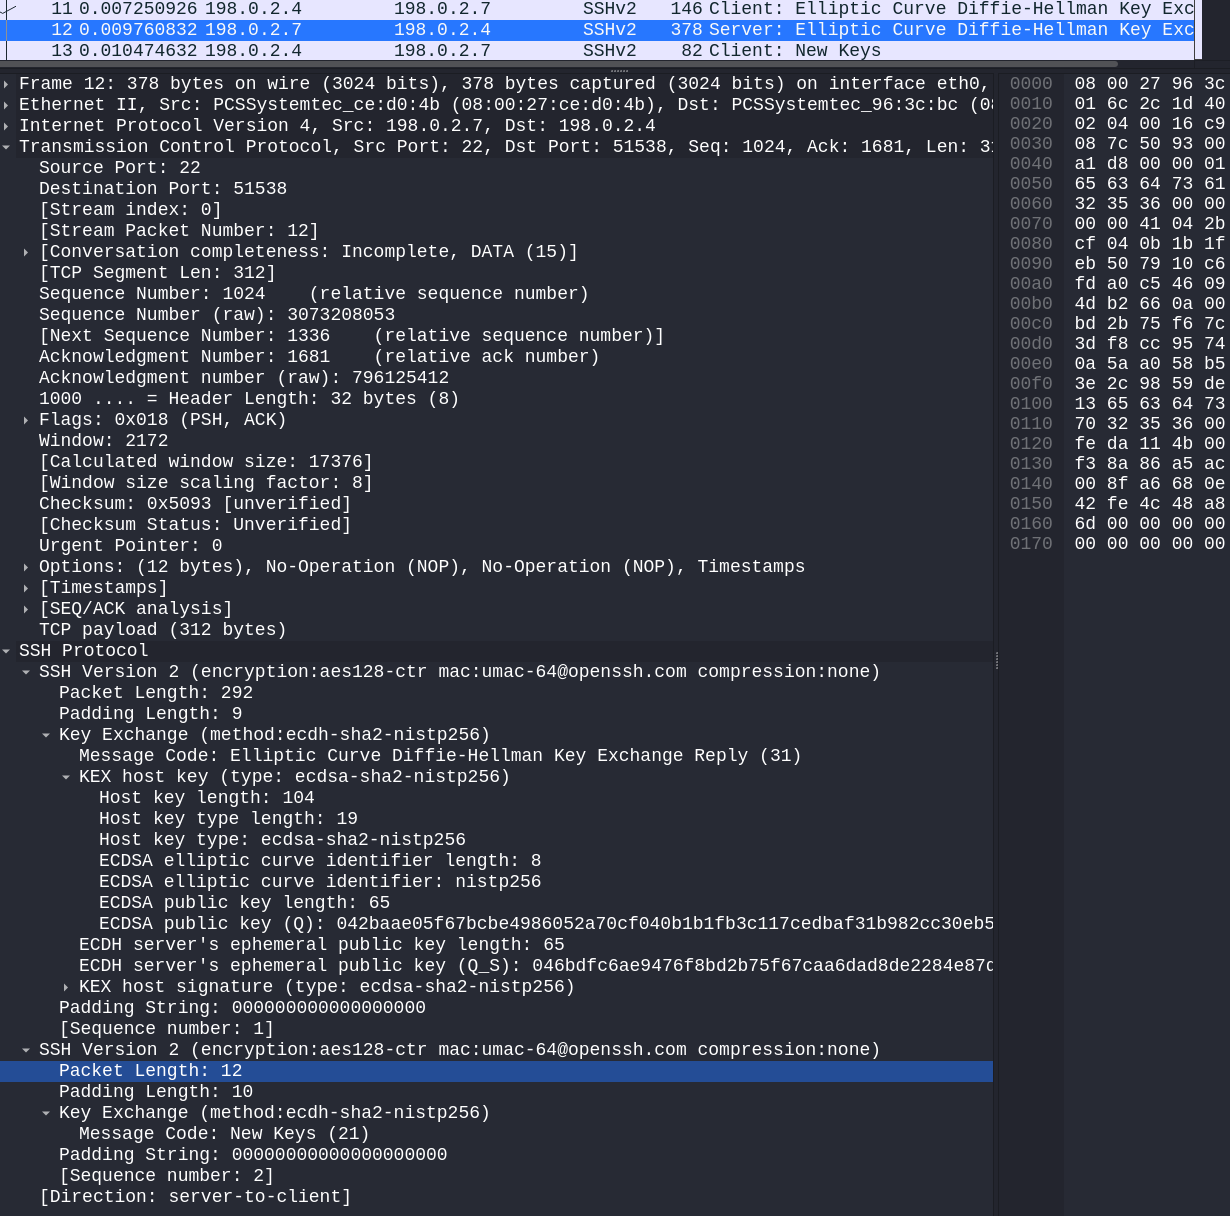 11 0.007250926 198.0.2.4 198.0.2.7 SSHv2 146 Client: Elliptic Curve Diffie-Hellman Key Exc
12 0.009760832 198.0.2.7 198.0.2.4 SSHv2 378 Server: Elliptic Curve Diffie-Hellman Key Exc
13 0.010474632 198.0.2.4 198.0.2.7 SSHv2 82 Client: New Keys
Frame 12: 378 bytes on wire (3024 bits), 378 bytes captured (3024 bits) on interface eth0,
Ethernet II, Src: PCSSystemtec_ce:d0:4b (08:00:27:ce:d0:4b), Dst: PCSSystemtec_96:3c:bc (08
Internet Protocol Version 4, Src: 198.0.2.7, Dst: 198.0.2.4
Transmission Control Protocol, Src Port: 22, Dst Port: 51538, Seq: 1024, Ack: 1681, Len: 31
Source Port: 22
Destination Port: 51538
[Stream index: 0]
[Stream Packet Number: 12]
[Conversation completeness: Incomplete, DATA (15)]
[TCP Segment Len: 312]
Sequence Number: 1024 (relative sequence number)
Sequence Number (raw): 3073208053
[Next Sequence Number: 1336 (relative sequence number)]
Acknowledgment Number: 1681 (relative ack number)
Acknowledgment number (raw): 796125412
1000 .... = Header Length: 32 bytes (8)
Flags: 0x018 (PSH, ACK)
Window: 2172
[Calculated window size: 17376]
[Window size scaling factor: 8]
Checksum: 0x5093 [unverified]
[Checksum Status: Unverified]
Urgent Pointer: 0
Options: (12 bytes), No-Operation (NOP), No-Operation (NOP), Timestamps
[Timestamps]
[SEQ/ACK analysis]
TCP payload (312 bytes)
SSH Protocol
SSH Version 2 (encryption:aes128-ctr mac:umac-64@openssh.com compression:none)
Packet Length: 292
Padding Length: 9
Key Exchange (method:ecdh-sha2-nistp256)
Message Code: Elliptic Curve Diffie-Hellman Key Exchange Reply (31)
KEX host key (type: ecdsa-sha2-nistp256)
Host key length: 104
Host key type length: 19
Host key type: ecdsa-sha2-nistp256
ECDSA elliptic curve identifier length: 8
ECDSA elliptic curve identifier: nistp256
ECDSA public key length: 65
ECDSA public key (Q): 042baae05f67bcbe4986052a70cf040b1b1fb3c117cedbaf31b982cc30eb5
ECDH server's ephemeral public key length: 65
ECDH server's ephemeral public key (Q_S): 046bdfc6ae9476f8bd2b75f67caa6dad8de2284e87d
KEX host signature (type: ecdsa-sha2-nistp256)
Padding String: 000000000000000000
[Sequence number: 1]
SSH Version 2 (encryption:aes128-ctr mac:umac-64@openssh.com compression:none)
Packet Length: 12
Padding Length: 10
Key Exchange (method:ecdh-sha2-nistp256)
Message Code: New Keys (21)
Padding String: 00000000000000000000
[Sequence number: 2]
[Direction: server-to-client]
0000 08 00 27 96 3c
0010 01 6c 2c 1d 40
0020 02 04 00 16 c9
0030 08 7c 50 93 00
0040 a1 d8 00 00 01
0050 65 63 64 73 61
0060 32 35 36 00 00
0070 00 00 41 04 2b
0080 cf 04 0b 1b 1f
0090 eb 50 79 10 c6
00a0 fd a0 c5 46 09
00b0 4d b2 66 0a 00
00c0 bd 2b 75 f6 7c
00d0 3d f8 cc 95 74
00e0 0a 5a a0 58 b5
00f0 3e 2c 98 59 de
0100 13 65 63 64 73
0110 70 32 35 36 00
0120 fe da 11 4b 00
0130 f3 8a 86 a5 ac
0140 00 8f a6 68 0e
0150 42 fe 4c 48 a8
0160 6d 00 00 00 00
0170 00 00 00 00 00